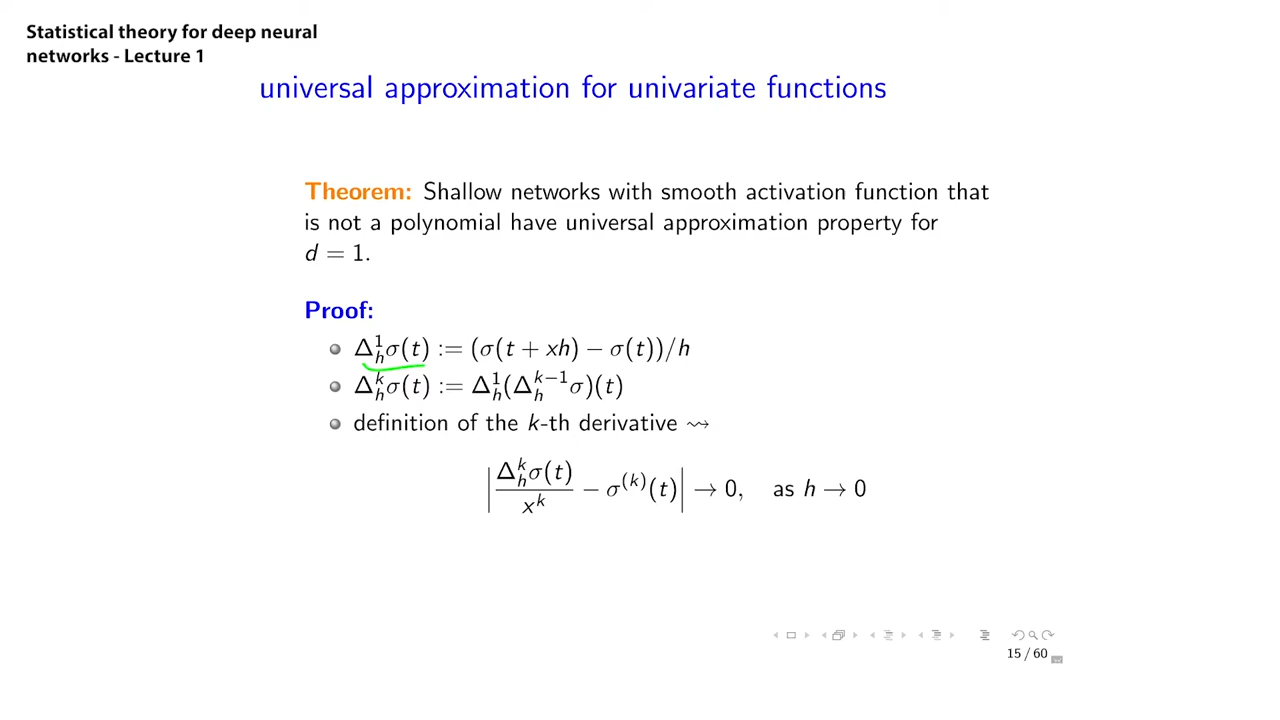 Statistical theory for deep neural
networks - Lecture 1
universal approximation for univariate functions
Theorem: Shallow networks with smooth activation function that
is not a polynomial have universal approximation property for
d = 1.
Proof:
Δ¹ₕσ(t) := (σ(t + xh) − σ(t))/h
Δᵏₕσ(t) := Δ¹ₕ(Δᵏ⁻¹ₕσ)(t)
definition of the k-th derivative ⇝
|Δᵏₕσ(t)/xᵏ − σ⁽ᵏ⁾(t)| → 0, as h → 0
15 / 60